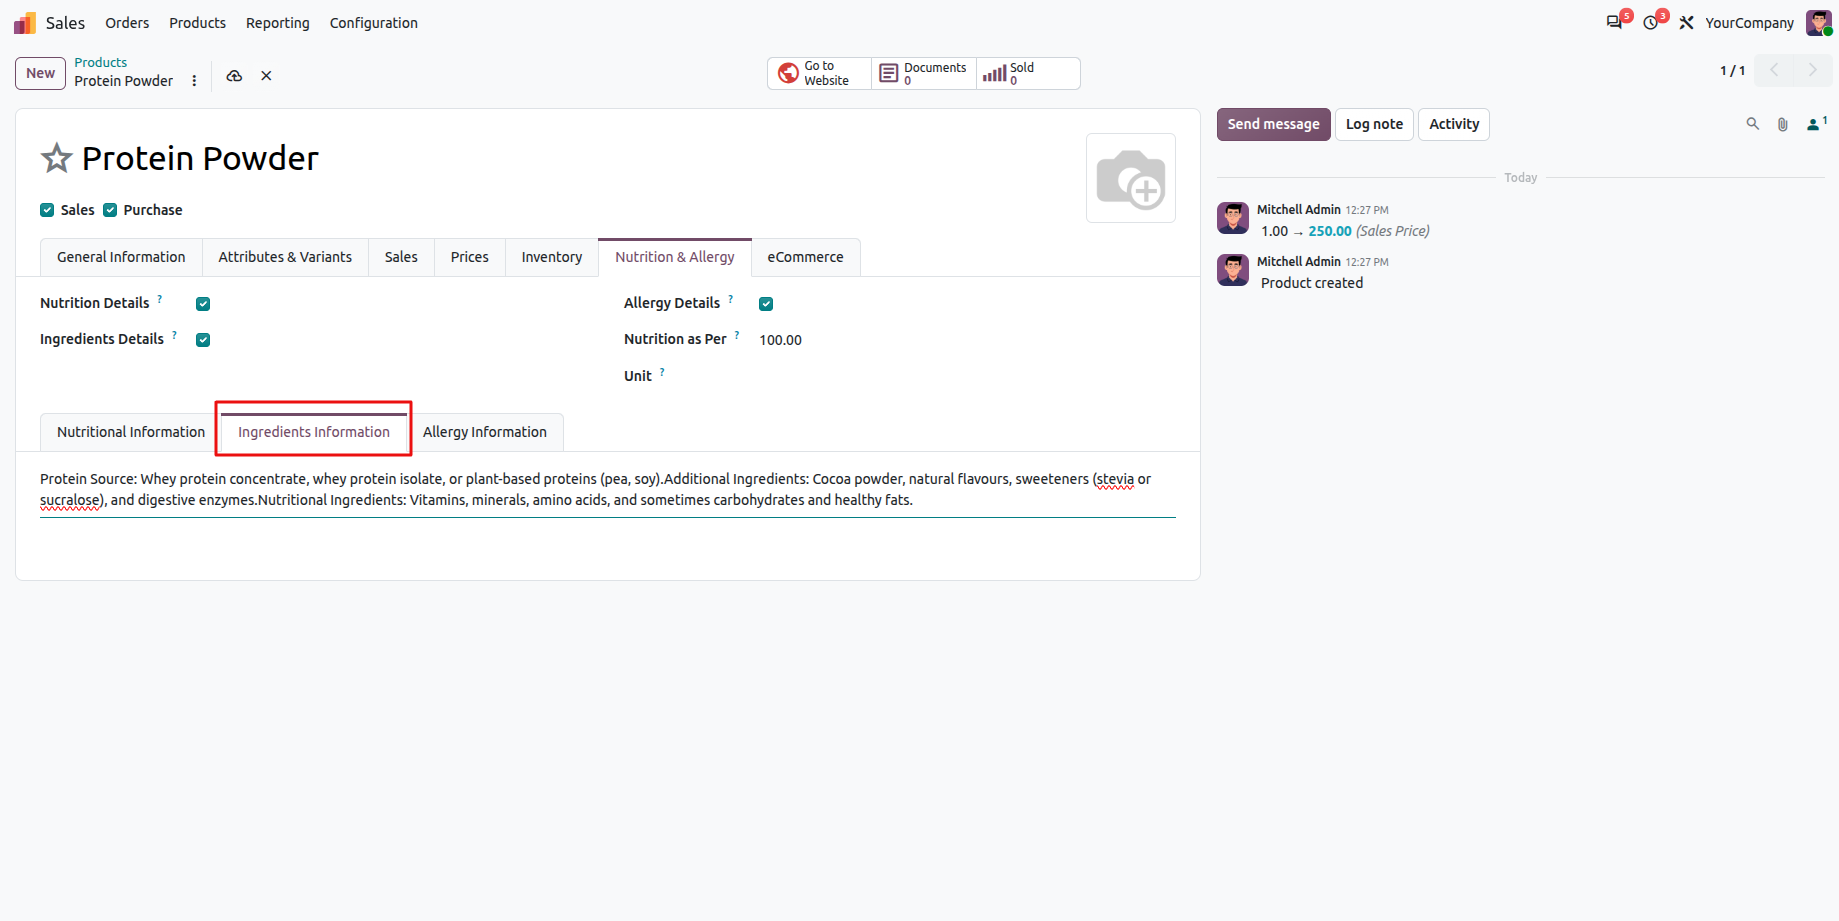 Sales Orders Products Reporting Configuration 5 3 YourCompany
New Products
Protein Powder
Go to
Website
Documents
0
Sold
0
1 / 1
Protein Powder
Sales Purchase
General Information Attributes & Variants Sales Prices Inventory Nutrition & Allergy eCommerce
Nutrition Details ? Allergy Details ?
Ingredients Details ? Nutrition as Per ? 100.00
Unit ?
Nutritional Information Ingredients Information Allergy Information
Protein Source: Whey protein concentrate, whey protein isolate, or plant-based proteins (pea, soy).Additional Ingredients: Cocoa powder, natural flavours, sweeteners (stevia or
sucralose), and digestive enzymes.Nutritional Ingredients: Vitamins, minerals, amino acids, and sometimes carbohydrates and healthy fats.
Send message Log note Activity 1
Today
Mitchell Admin 12:27 PM
1.00 → 250.00 (Sales Price)
Mitchell Admin 12:27 PM
Product created